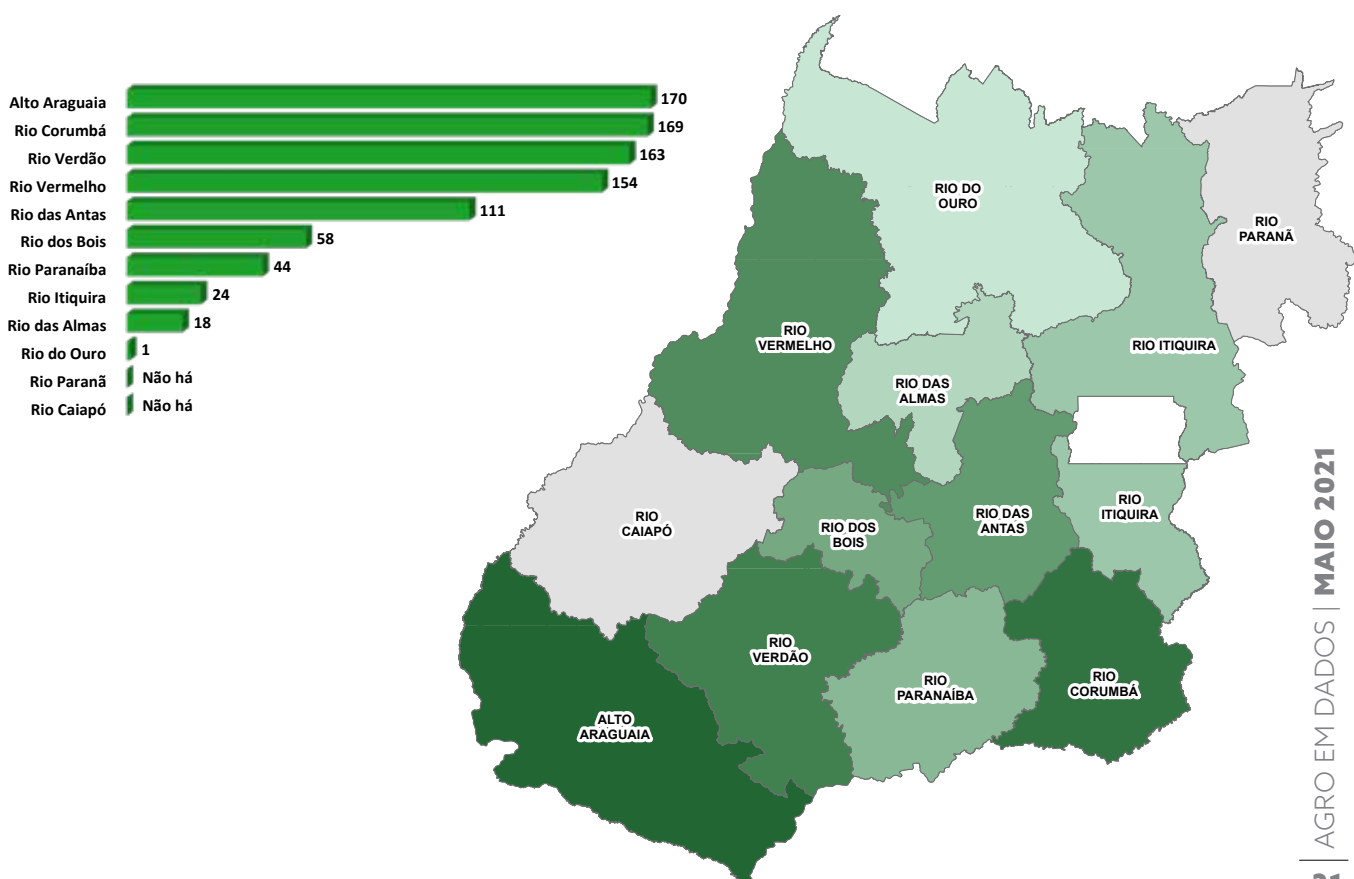 Alto Araguaia 170
Rio Corumbá 169
Rio Verdão 163
Rio Vermelho 154
Rio das Antas 111
Rio dos Bois 58
Rio Paranaíba 44
Rio Itiquira 24
Rio das Almas 18
Rio do Ouro 1
Rio Paranã Não há
Rio Caiapó Não há
RIO DO
OURO
RIO
PARANÃ
RIO
VERMELHO
RIO ITIQUIRA
RIO DAS
ALMAS
RIO
ITIQUIRA
RIO
CAIAPÓ
RIO DOS
BOIS
RIO DAS
ANTAS
RIO
VERDÃO
RIO
PARANAÍBA
RIO
CORUMBÁ
ALTO
ARAGUAIA
AGRO EM DADOS | MAIO 2021